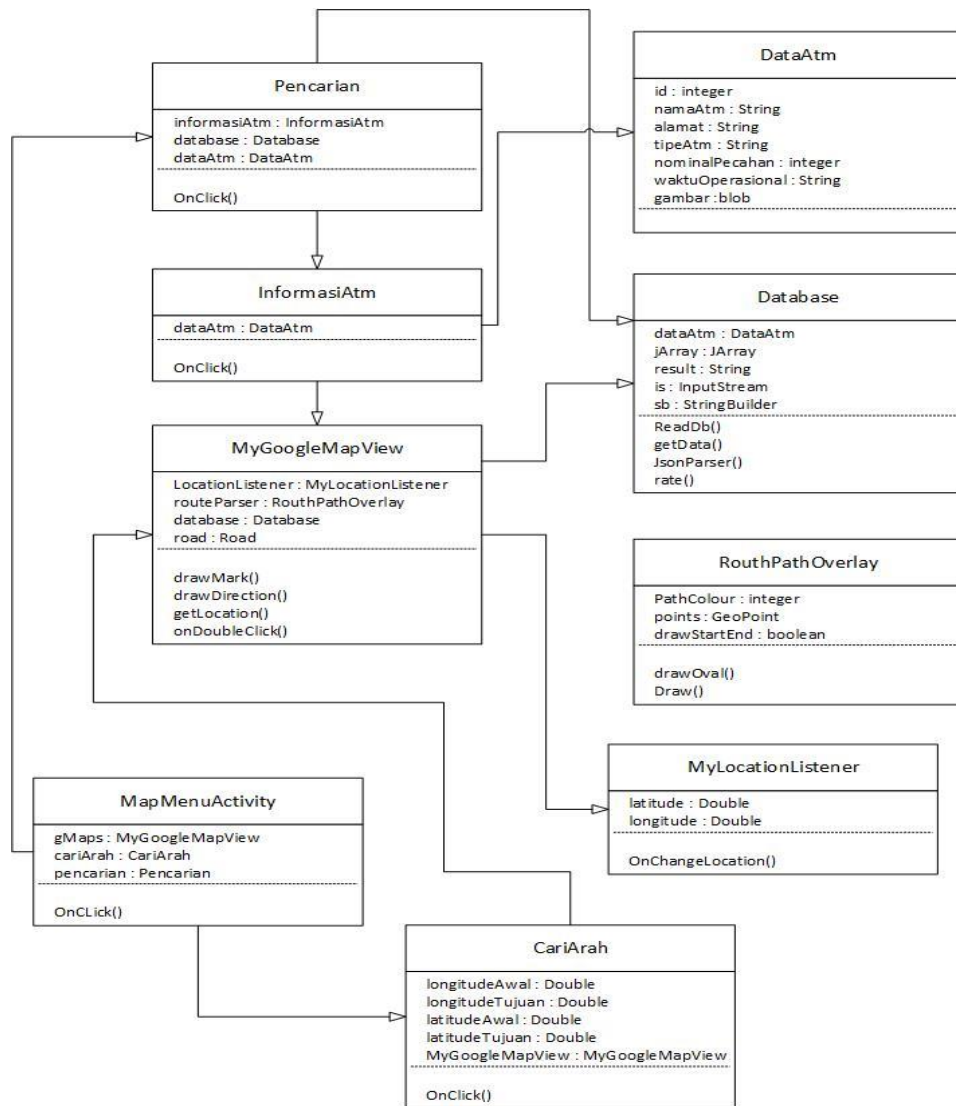 Pencarian
informasiAtm : InformasiAtm
database : Database
dataAtm : DataAtm
OnClick()
DataAtm
id : integer
namaAtm : String
alamat : String
tipeAtm : String
nominalPecahan : integer
waktuOperasional : String
gambar :blob
InformasiAtm
dataAtm : DataAtm
OnClick()
Database
dataAtm : DataAtm
jArray : JArray
result : String
is : InputStream
sb : StringBuilder
ReadDb()
getData()
JsonParser()
rate()
MyGoogleMapView
LocationListener : MyLocationListener
routeParser : RouthPathOverlay
database : Database
road : Road
drawMark()
drawDirection()
getLocation()
onDoubleClick()
RouthPathOverlay
PathColour : integer
points : GeoPoint
drawStartEnd : boolean
drawOval()
Draw()
MyLocationListener
latitude : Double
longitude : Double
OnChangeLocation()
MapMenuActivity
gMaps : MyGoogleMapView
cariArah : CariArah
pencarian : Pencarian
OnCLick()
CariArah
longitudeAwal : Double
longitudeTujuan : Double
latitudeAwal : Double
latitudeTujuan : Double
MyGoogleMapView : MyGoogleMapView
OnClick()